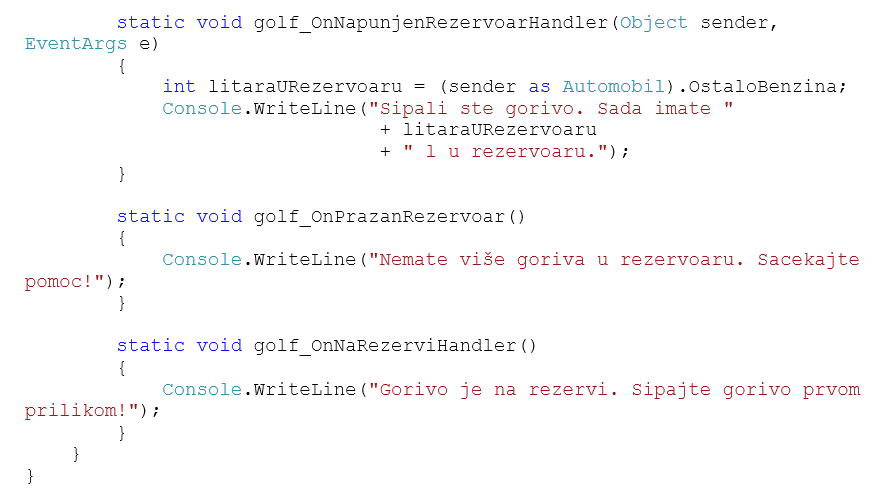 static void golf_OnNapunjenRezervoarHandler(Object sender,
EventArgs e)
{
int litaraURezervoaru = (sender as Automobil).OstaloBenzina;
Console.WriteLine("Sipali ste gorivo. Sada imate "
+ litaraURezervoaru
+ " l u rezervoaru.");
}
static void golf_OnPrazanRezervoar()
{
Console.WriteLine("Nemate više goriva u rezervoaru. Sacekajte
pomoc!");
}
static void golf_OnNaRezerviHandler()
{
Console.WriteLine("Gorivo je na rezervi. Sipajte gorivo prvom
prilikom!");
}
}
}